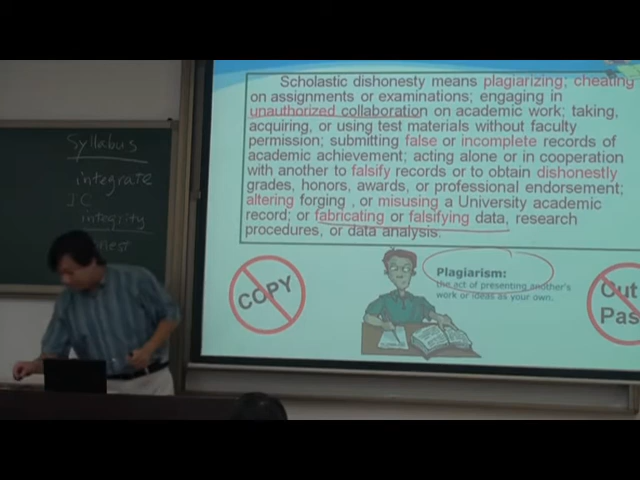 Syllabus
integrate
IC
integrity
Scholastic dishonesty means plagiarizing; cheating
on assignments or examinations; engaging in
unauthorized collaboration on academic work; taking,
acquiring, or using test materials without faculty
permission; submitting false or incomplete records of
academic achievement; acting alone or in cooperation
with another to falsify records or to obtain dishonestly
grades, honors, awards, or professional endorsement;
altering forging , or misusing a University academic
record; or fabricating or falsifying data, research
procedures, or data analysis.
COPY
Plagiarism:
the act of presenting another's
work or ideas as your own.
Cut
Pas